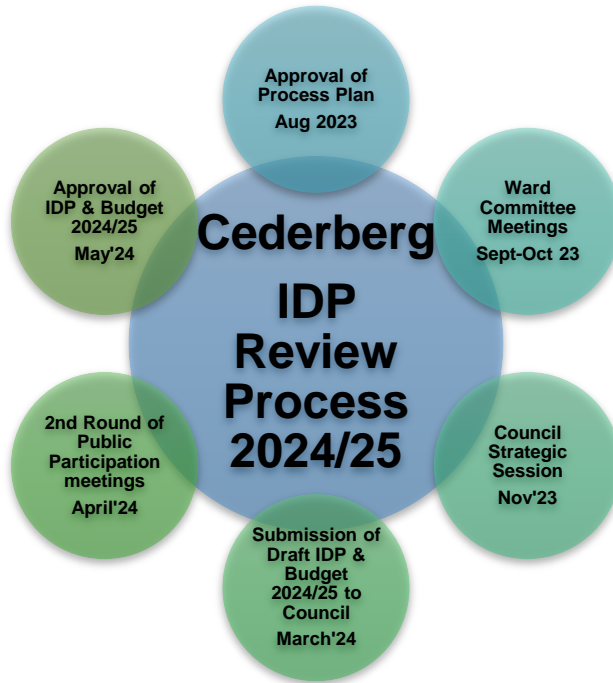 Cederberg
IDP
Review
Process
2024/25
Approval of
Process Plan
Aug 2023
Ward
Committee
Meetings
Sept-Oct 23
Council
Strategic
Session
Nov'23
Submission of
Draft IDP &
Budget
2024/25 to
Council
March'24
2nd Round of
Public
Participation
meetings
April'24
Approval of
IDP & Budget
2024/25
May'24